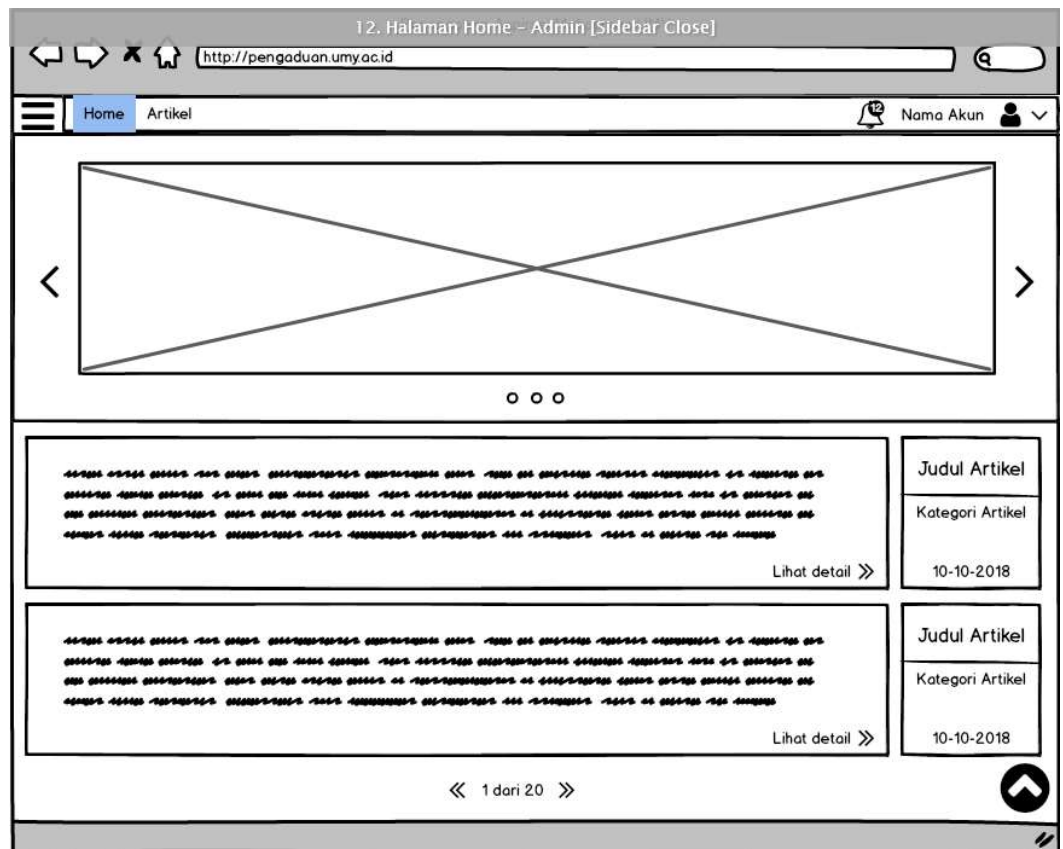 12. Halaman Home - Admin [Sidebar Close]
http://pengaduan.umy.ac.id
Home Artikel 12 Nama Akun
Judul Artikel
Kategori Artikel
Lihat detail 10-10-2018
Judul Artikel
Kategori Artikel
Lihat detail 10-10-2018
1 dari 20